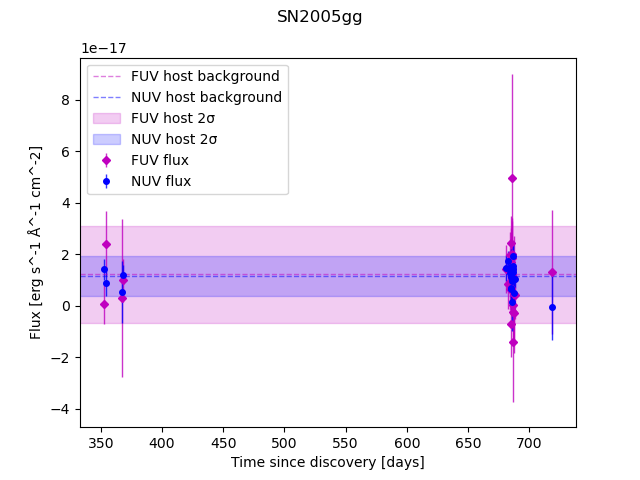 SN2005gg
1e−17
FUV host background
NUV host background
FUV host 2σ
NUV host 2σ
FUV flux
NUV flux
8
6
4
2
0
−2
−4
Flux [erg s^-1 Å^-1 cm^-2]
350 400 450 500 550 600 650 700
Time since discovery [days]